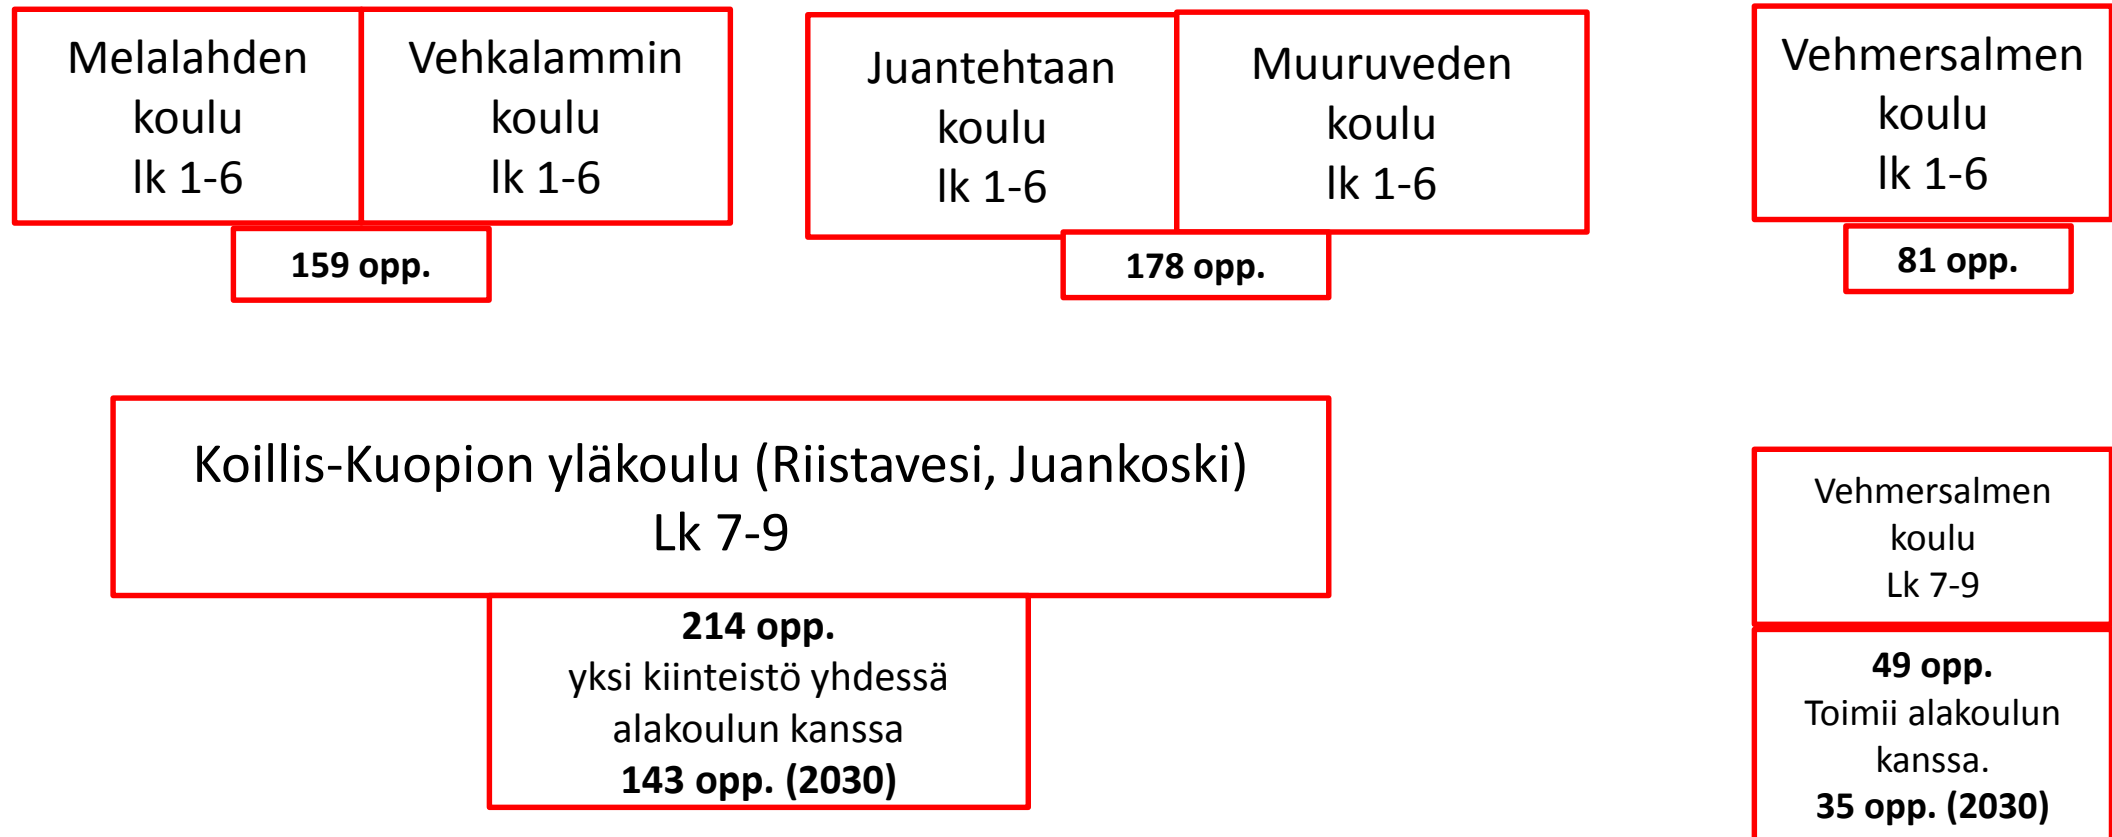 Melalahden
koulu
lk 1-6
Vehkalammin
koulu
lk 1-6
159 opp.
Juantehtaan
koulu
lk 1-6
Muuruveden
koulu
lk 1-6
178 opp.
Vehmersalmen
koulu
lk 1-6
81 opp.
Koillis-Kuopion yläkoulu (Riistavesi, Juankoski)
Lk 7-9
214 opp.
yksi kiinteistö yhdessä
alakoulun kanssa
143 opp. (2030)
Vehmersalmen
koulu
Lk 7-9
49 opp.
Toimii alakoulun
kanssa.
35 opp. (2030)